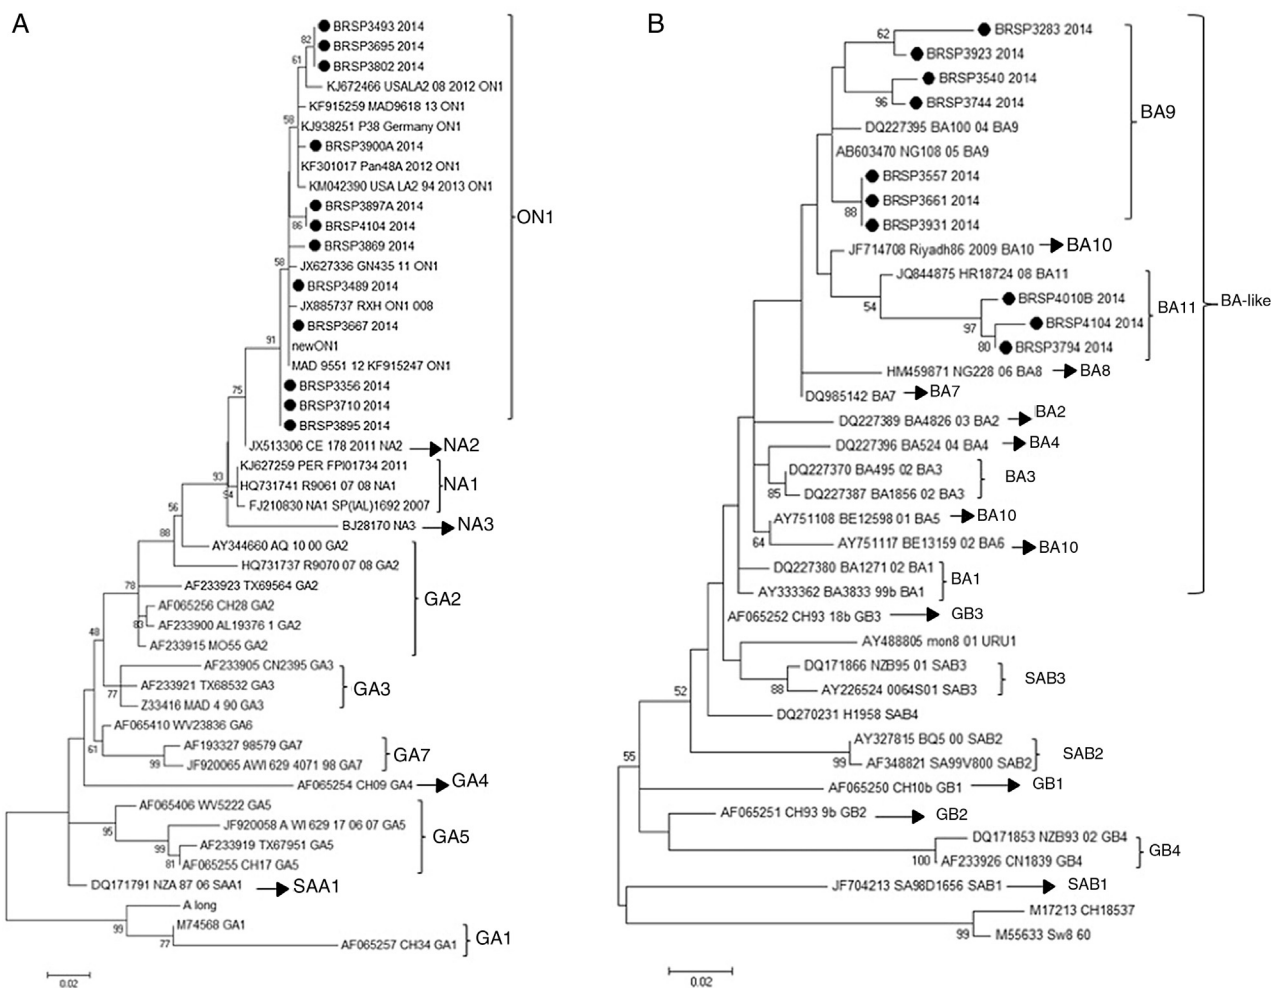 A
82
BRSP3493 2014
BRSP3695 2014
61
BRSP3802 2014
KJ672466 USALA2 08 2012 ON1
KF915259 MAD9618 13 ON1
58
KJ938251 P38 Germany ON1
BRSP3900A 2014
KF301017 Pan48A 2012 ON1
KM042390 USA LA2 94 2013 ON1
BRSP3897A 2014
86
BRSP4104 2014
ON1
BRSP3869 2014
58
JX627336 GN435 11 ON1
BRSP3489 2014
JX885737 RXH ON1 008
BRSP3667 2014
91
newON1
MAD 9551 12 KF915247 ON1
75
BRSP3356 2014
BRSP3710 2014
BRSP3895 2014
JX513306 CE 178 2011 NA2
NA2
KJ627259 PER FPI01734 2011
93
HQ731741 R9061 07 08 NA1
NA1
54
FJ210830 NA1 SP(IAL)1692 2007
56
BJ28170 NA3
NA3
88
AY344660 AQ 10 00 GA2
HQ731737 R9070 07 08 GA2
78
AF233923 TX69564 GA2
GA2
AF065256 CH28 GA2
83
AF233900 AL19376 1 GA2
48
AF233915 MO55 GA2
AF233905 CN2395 GA3
AF233921 TX68532 GA3
GA3
77
Z33416 MAD 4 90 GA3
AF065410 WV23836 GA6
61
AF193327 98579 GA7
GA7
99
JF920065 AWI 629 4071 98 GA7
AF065254 CH09 GA4
GA4
AF065406 WV5222 GA5
95
JF920058 A WI 629 17 06 07 GA5
GA5
99
AF233919 TX67951 GA5
81
AF065255 CH17 GA5
DQ171791 NZA 87 06 SAA1
SAA1
A long
99
M74568 GA1
GA1
77
AF065257 CH34 GA1
0.02
B
62
BRSP3283 2014
BRSP3923 2014
BRSP3540 2014
96
BRSP3744 2014
BA9
DQ227395 BA100 04 BA9
AB603470 NG108 05 BA9
BRSP3557 2014
BRSP3661 2014
88
BRSP3931 2014
JF714708 Riyadh86 2009 BA10
BA10
JQ844875 HR18724 08 BA11
54
BRSP4010B 2014
BA11
BA-like
97
BRSP4104 2014
80
BRSP3794 2014
HM459871 NG228 06 BA8
BA8
DQ985142 BA7
BA7
DQ227389 BA4826 03 BA2
BA2
DQ227396 BA524 04 BA4
BA4
DQ227370 BA495 02 BA3
BA3
85
DQ227387 BA1856 02 BA3
AY751108 BE12598 01 BA5
BA10
64
AY751117 BE13159 02 BA6
BA10
DQ227380 BA1271 02 BA1
BA1
AY333362 BA3833 99b BA1
AF065252 CH93 18b GB3
GB3
AY488805 mon8 01 URU1
DQ171866 NZB95 01 SAB3
SAB3
88
AY226524 0064S01 SAB3
52
DQ270231 H1958 SAB4
AY327815 BQ5 00 SAB2
SAB2
55
99
AF348821 SA99V800 SAB2
AF065250 CH10b GB1
GB1
AF065251 CH93 9b GB2
GB2
DQ171853 NZB93 02 GB4
GB4
100
AF233926 CN1839 GB4
JF704213 SA98D1656 SAB1
SAB1
M17213 CH18537
99
M55633 Sw8 60
0.02